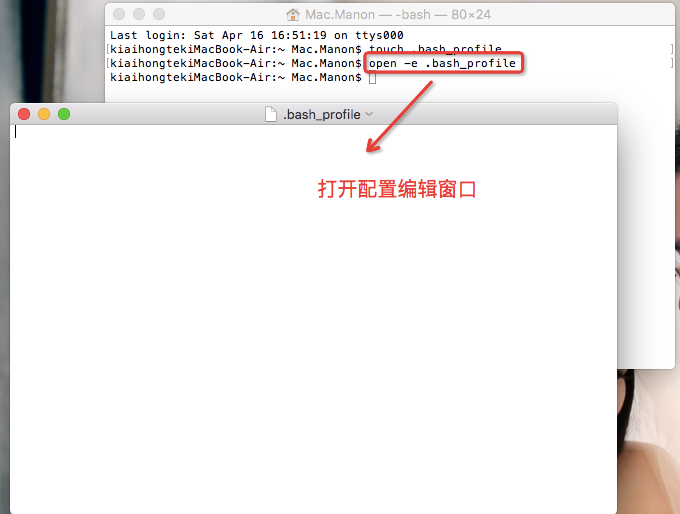 Mac.Manon — -bash — 80×24
Last login: Sat Apr 16 16:51:19 on ttys000
[kiaihongtekiMacBook-Air:~ Mac.Manon$ touch .bash_profile ]
[kiaihongtekiMacBook-Air:~ Mac.Manon$ open -e .bash_profile ]
kiaihongtekiMacBook-Air:~ Mac.Manon$
.bash_profile
打开配置编辑窗口